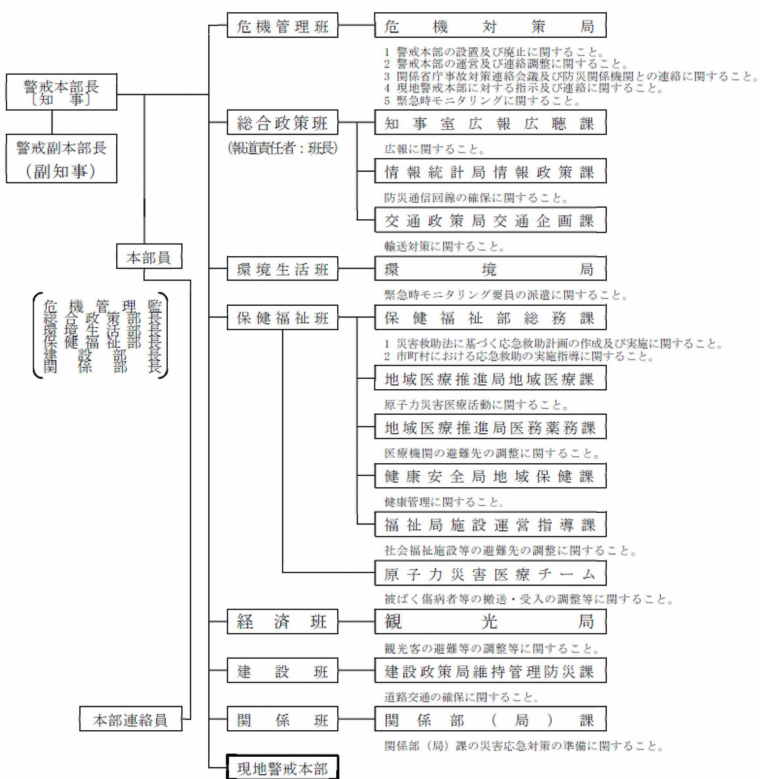 危機管理班
危機対策局
1 警戒本部の設置及び廃止に関すること。
2 警戒本部の運営及び連絡調整に関すること。
3 関係省庁事故対策連絡会議及び防災関係機関との連絡に関すること。
4 現地警戒本部に対する指示及び連絡に関すること。
5 緊急時モニタリングに関すること。
警戒本部長
〔知事〕
警戒副本部長
(副知事)
総合政策班
(報道責任者:班長)
知事室広報広聴課
広報に関すること。
情報統計局情報政策課
防災通信回線の確保に関すること。
交通政策局交通企画課
輸送対策に関すること。
本部員
危機管理監
総合政策部長
環境生活部長
保健福祉部長
建設部長
関係部長
環境生活班
環境局
緊急時モニタリング要員の派遣に関すること。
保健福祉班
保健福祉部総務課
1 災害救助法に基づく応急救助計画の作成及び実施に関すること。
2 市町村における応急救助の実施指導に関すること。
地域医療推進局地域医療課
原子力災害医療活動に関すること。
地域医療推進局医務薬務課
医療機関の避難先の調整に関すること。
健康安全局地域保健課
健康管理に関すること。
福祉局施設運営指導課
社会福祉施設等の避難先の調整に関すること。
原子力災害医療チーム
被ばく傷病者等の搬送・受入の調整等に関すること。
経済班
観光局
観光客の避難等の調整等に関すること。
建設班
建設政策局維持管理防災課
道路交通の確保に関すること。
本部連絡員
関係班
関係部(局)課
関係部(局)課の災害応急対策の準備に関すること。
現地警戒本部